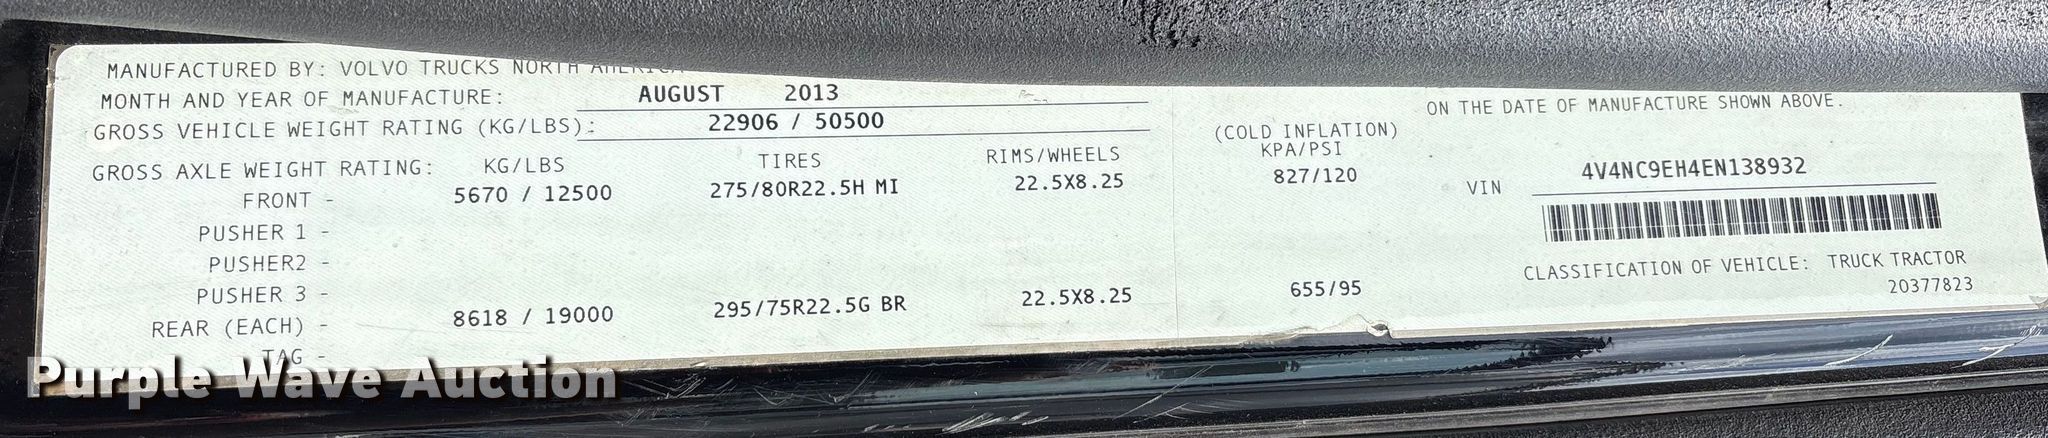 MANUFACTURED BY: VOLVO TRUCKS NORTH AMERICA
MONTH AND YEAR OF MANUFACTURE: AUGUST 2013
GROSS VEHICLE WEIGHT RATING (KG/LBS): 22906 / 50500
GROSS AXLE WEIGHT RATING: KG/LBS TIRES RIMS/WHEELS
FRONT - 5670 / 12500 275/80R22.5H MI 22.5X8.25
PUSHER 1 -
PUSHER2 -
PUSHER 3 -
REAR (EACH) - 8618 / 19000 295/75R22.5G BR 22.5X8.25
TAG -
(COLD INFLATION)
KPA/PSI
827/120
655/95
ON THE DATE OF MANUFACTURE SHOWN ABOVE.
VIN 4V4NC9EH4EN138932
CLASSIFICATION OF VEHICLE: TRUCK TRACTOR
20377823
Purple Wave Auction